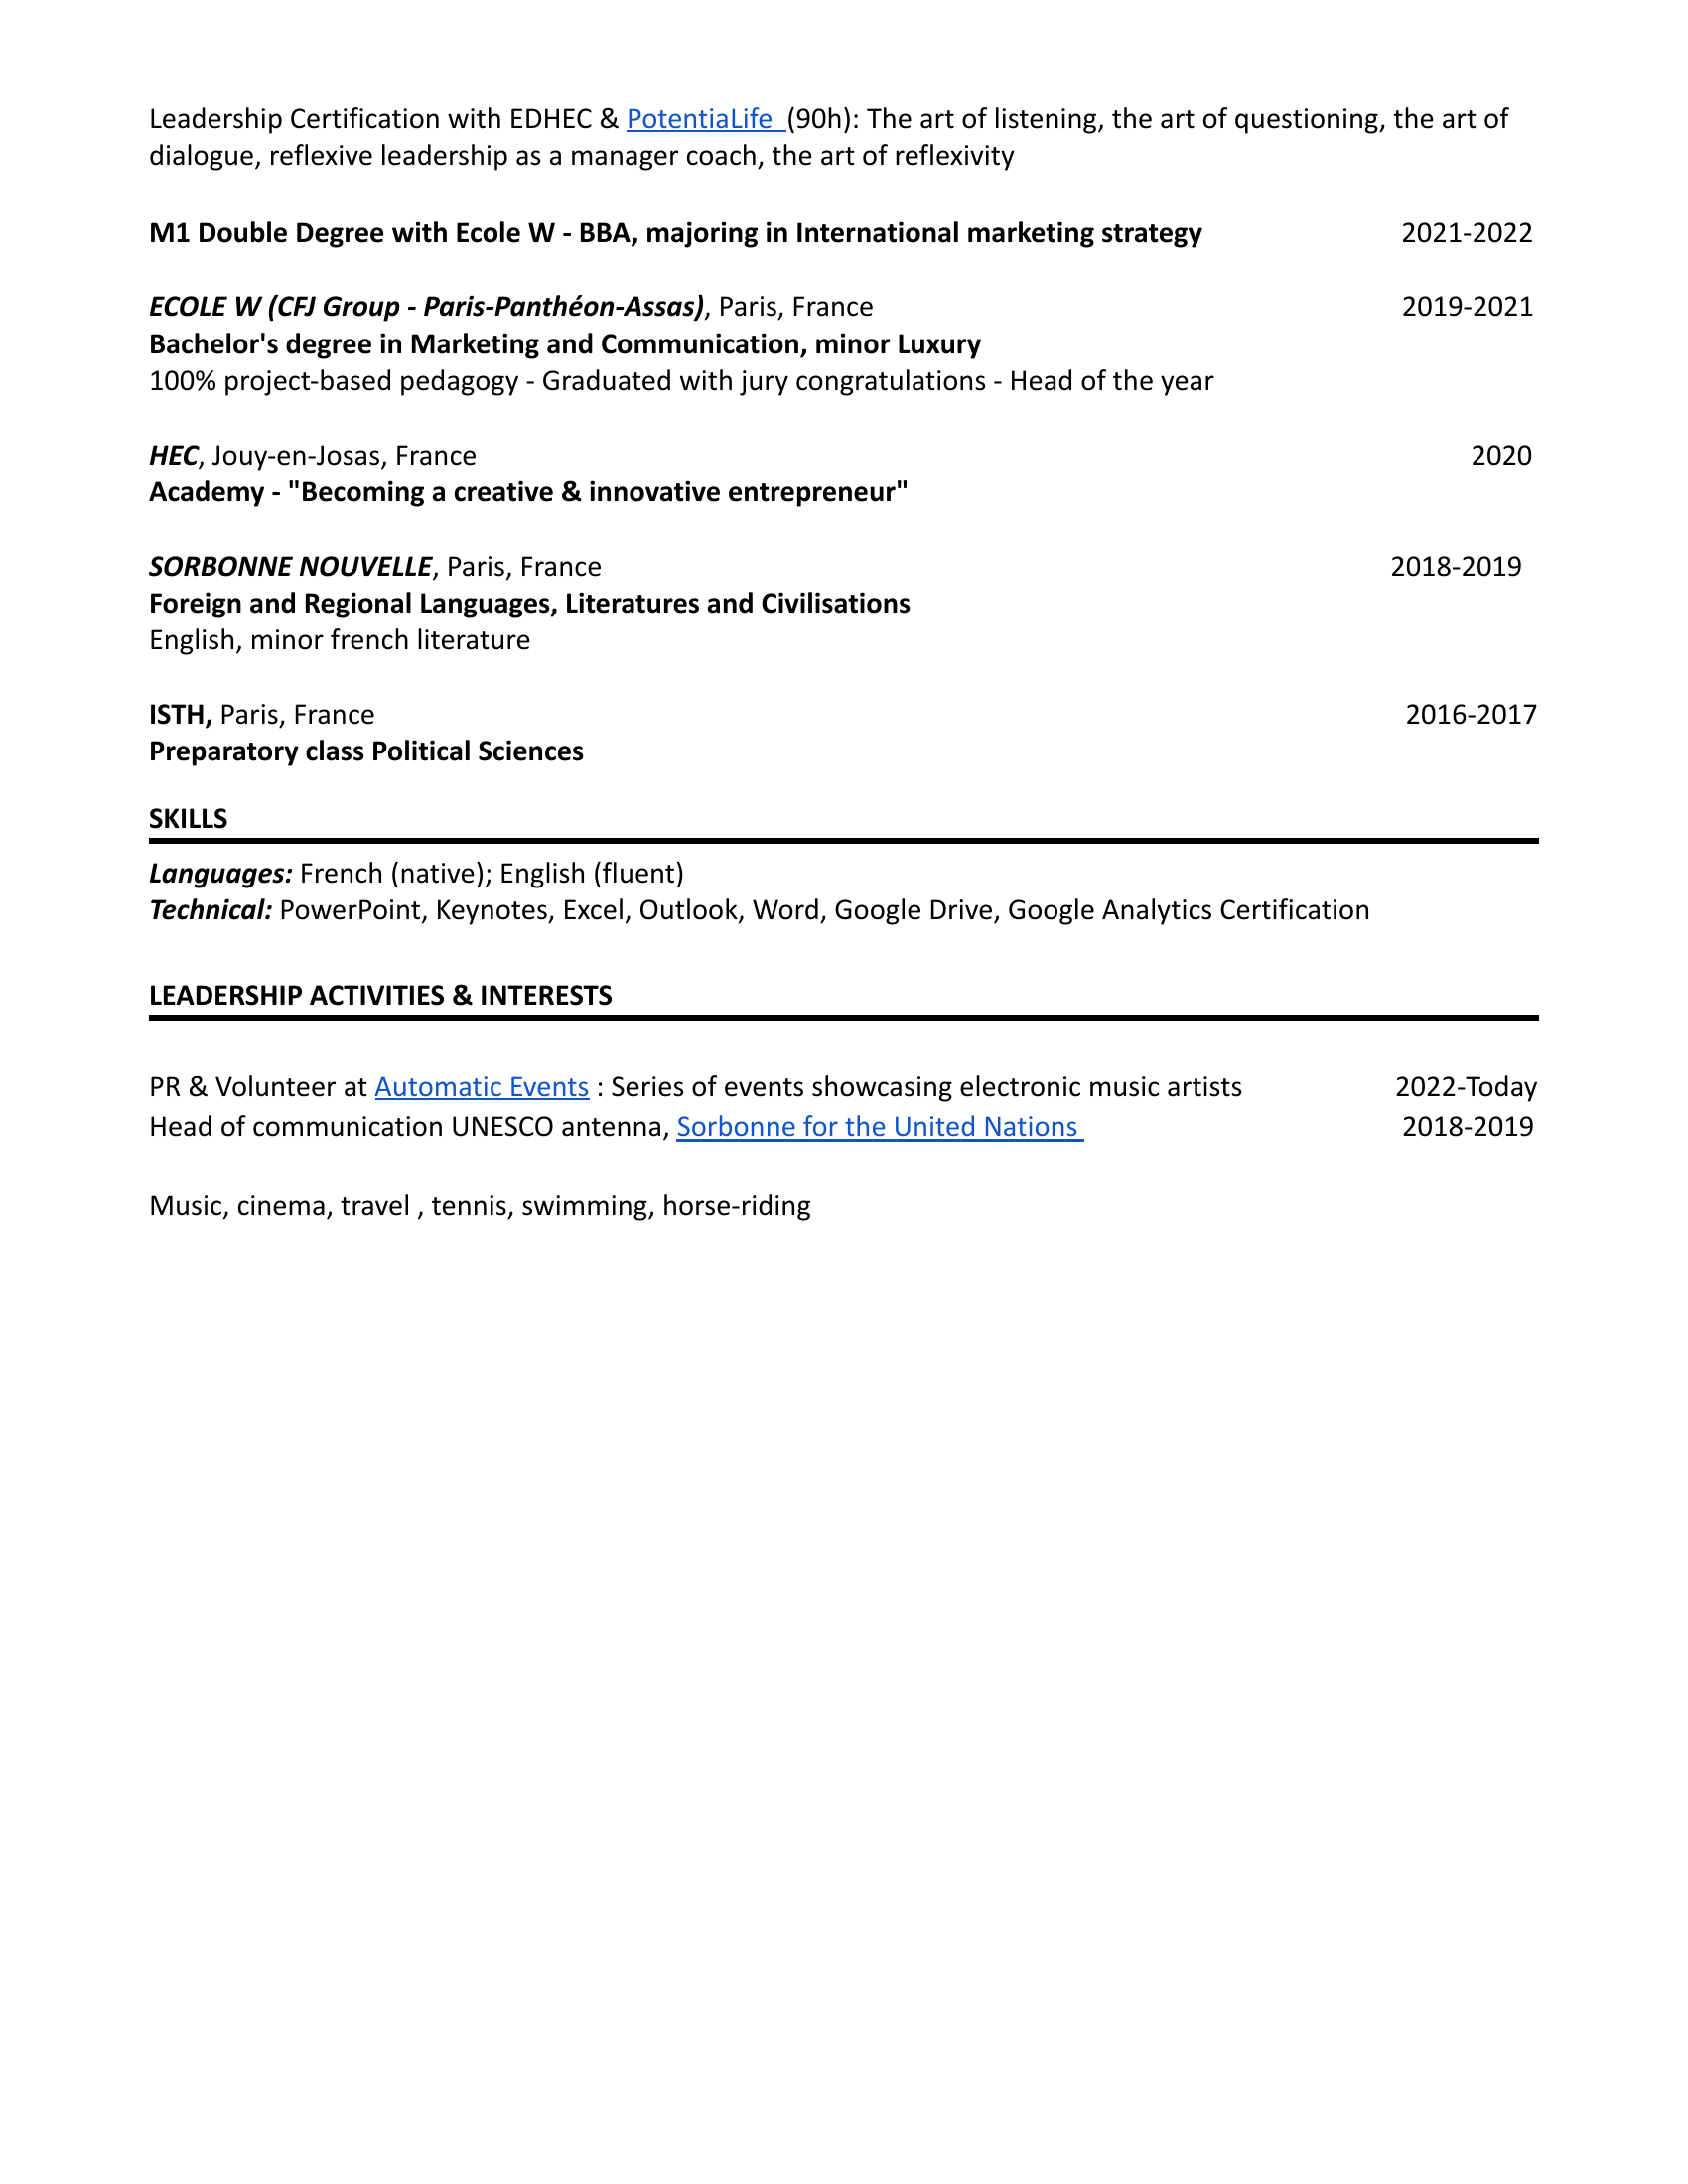 Leadership Certification with EDHEC & PotentiaLife (90h): The art of listening, the art of questioning, the art of
dialogue, reflexive leadership as a manager coach, the art of reflexivity
M1 Double Degree with Ecole W - BBA, majoring in International marketing strategy 2021-2022
ECOLE W (CFJ Group - Paris-Panthéon-Assas), Paris, France 2019-2021
Bachelor's degree in Marketing and Communication, minor Luxury
100% project-based pedagogy - Graduated with jury congratulations - Head of the year
HEC, Jouy-en-Josas, France 2020
Academy - "Becoming a creative & innovative entrepreneur"
SORBONNE NOUVELLE, Paris, France 2018-2019
Foreign and Regional Languages, Literatures and Civilisations
English, minor french literature
ISTH, Paris, France 2016-2017
Preparatory class Political Sciences
SKILLS
Languages: French (native); English (fluent)
Technical: PowerPoint, Keynotes, Excel, Outlook, Word, Google Drive, Google Analytics Certification
LEADERSHIP ACTIVITIES & INTERESTS
PR & Volunteer at Automatic Events : Series of events showcasing electronic music artists 2022-Today
Head of communication UNESCO antenna, Sorbonne for the United Nations 2018-2019
Music, cinema, travel , tennis, swimming, horse-riding